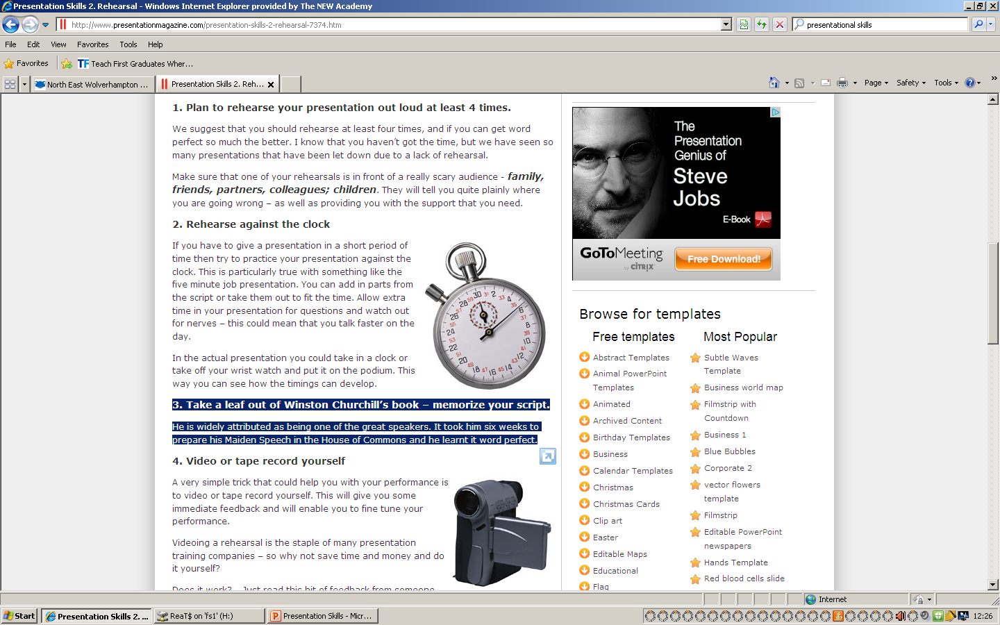 Presentation Skills 2. Rehearsal - Windows Internet Explorer provided by The NEW Academy
http://www.presentationmagazine.com/presentation-skills-2-rehearsal-7374.htm
presentational skills
File Edit View Favorites Tools Help
Favorites
TF Teach First Graduates Wher...
North East Wolverhampton ...
Presentation Skills 2. Reh...
Page Safety Tools
1. Plan to rehearse your presentation out loud at least 4 times.
We suggest that you should rehearse at least four times, and if you can get word
perfect so much the better. I know that you haven't got the time, but we have seen so
many presentations that have been let down due to a lack of rehearsal.
Make sure that one of your rehearsals is in front of a really scary audience - family,
friends, partners, colleagues; children. They will tell you quite plainly where
you are going wrong – as well as providing you with the support that you need.
2. Rehearse against the clock
If you have to give a presentation in a short period of
time then try to practice your presentation against the
clock. This is particularly true with something like the
five minute job presentation. You can add in parts from
the script or take them out to fit the time. Allow extra
time in your presentation for questions and watch out
for nerves – this could mean that you talk faster on the
day.
In the actual presentation you could take in a clock or
take off your wrist watch and put it on the podium. This
way you can see how the timings can develop.
3. Take a leaf out of Winston Churchill's book – memorize your script.
He is widely attributed as being one of the great speakers. It took him six weeks to
prepare his Maiden Speech in the House of Commons and he learnt it word perfect.
4. Video or tape record yourself
A very simple trick that could help you with your performance is
to video or tape record yourself. This will give you some
immediate feedback and will enable you to fine tune your
performance.
Videoing a rehearsal is the staple of many presentation
training companies – so why not save time and money and do
it yourself?
Does it work? Just read this bit of feedback from someone
The
Presentation
Genius of
Steve
Jobs
E-Book
GoToMeeting
by CITRIX
Free Download!
Browse for templates
Free templates
Abstract Templates
Animal PowerPoint
Templates
Animated
Archived Content
Birthday Templates
Business
Calendar Templates
Christmas
Christmas Cards
Clip art
Easter
Editable Maps
Educational
Flag
Most Popular
Subtle Waves
Template
Business world map
Filmstrip with
Countdown
Business 1
Blue Bubbles
Corporate 2
vector flowers
template
Filmstrip
Editable PowerPoint
newspapers
Hands Template
Red blood cells slide
Internet
Start
Presentation Skills 2. ...
ReaT$ on 'fs1' (H:)
Presentation Skills - Micr...
12:26